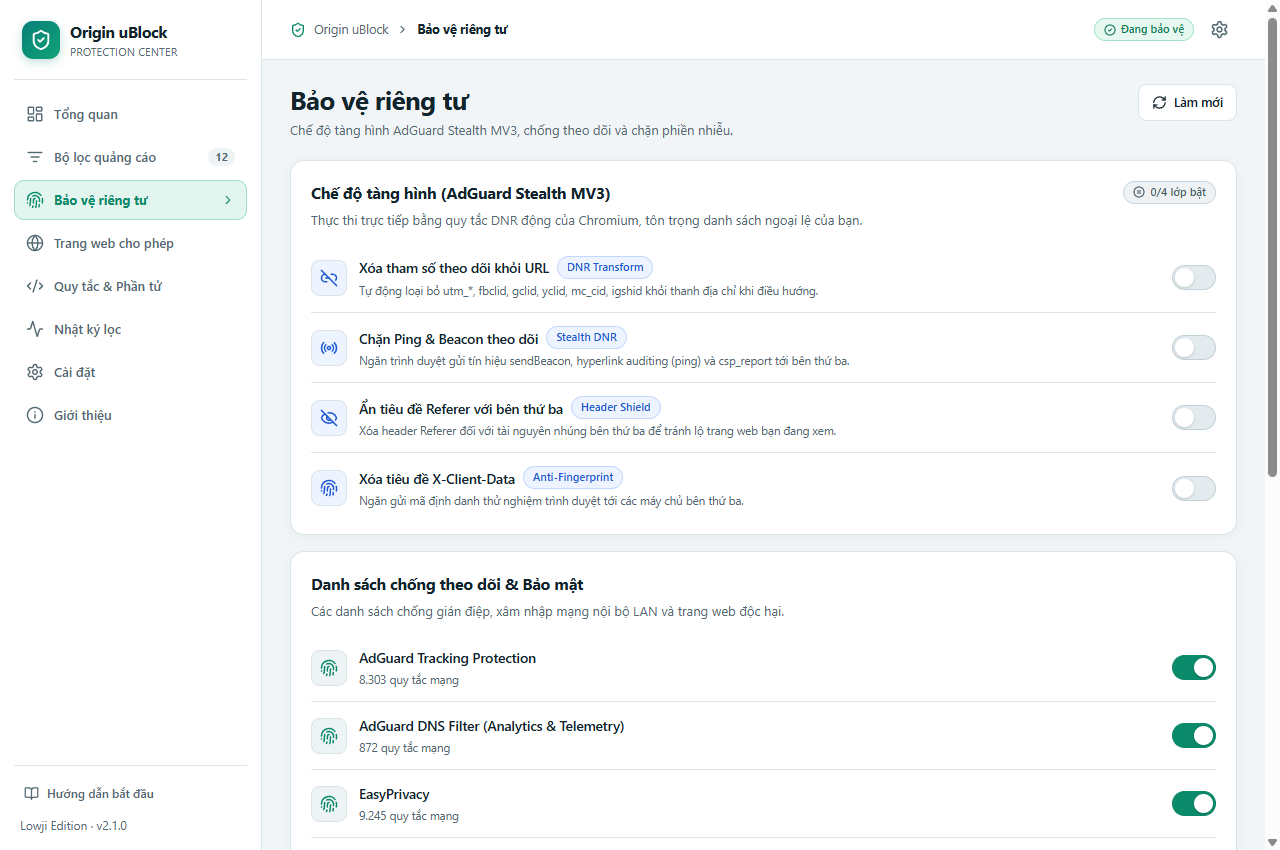 Origin uBlock
PROTECTION CENTER
Tổng quan
Bộ lọc quảng cáo 12
Bảo vệ riêng tư
Trang web cho phép
Quy tắc & Phần tử
Nhật ký lọc
Cài đặt
Giới thiệu
Hướng dẫn bắt đầu
Lowji Edition · v2.1.0
Origin uBlock > Bảo vệ riêng tư
Đang bảo vệ
Bảo vệ riêng tư
Làm mới
Chế độ tàng hình AdGuard Stealth MV3, chống theo dõi và chặn phiền nhiễu.
Chế độ tàng hình (AdGuard Stealth MV3)
0/4 lớp bật
Thực thi trực tiếp bằng quy tắc DNR động của Chromium, tôn trọng danh sách ngoại lệ của bạn.
Xóa tham số theo dõi khỏi URL DNR Transform
Tự động loại bỏ utm_*, fbclid, gclid, yclid, mc_cid, igshid khỏi thanh địa chỉ khi điều hướng.
Chặn Ping & Beacon theo dõi Stealth DNR
Ngăn trình duyệt gửi tín hiệu sendBeacon, hyperlink auditing (ping) và csp_report tới bên thứ ba.
Ẩn tiêu đề Referer với bên thứ ba Header Shield
Xóa header Referer đối với tài nguyên nhúng bên thứ ba để tránh lộ trang web bạn đang xem.
Xóa tiêu đề X-Client-Data Anti-Fingerprint
Ngăn gửi mã định danh thử nghiệm trình duyệt tới các máy chủ bên thứ ba.
Danh sách chống theo dõi & Bảo mật
Các danh sách chống gián điệp, xâm nhập mạng nội bộ LAN và trang web độc hại.
AdGuard Tracking Protection
8.303 quy tắc mạng
AdGuard DNS Filter (Analytics & Telemetry)
872 quy tắc mạng
EasyPrivacy
9.245 quy tắc mạng